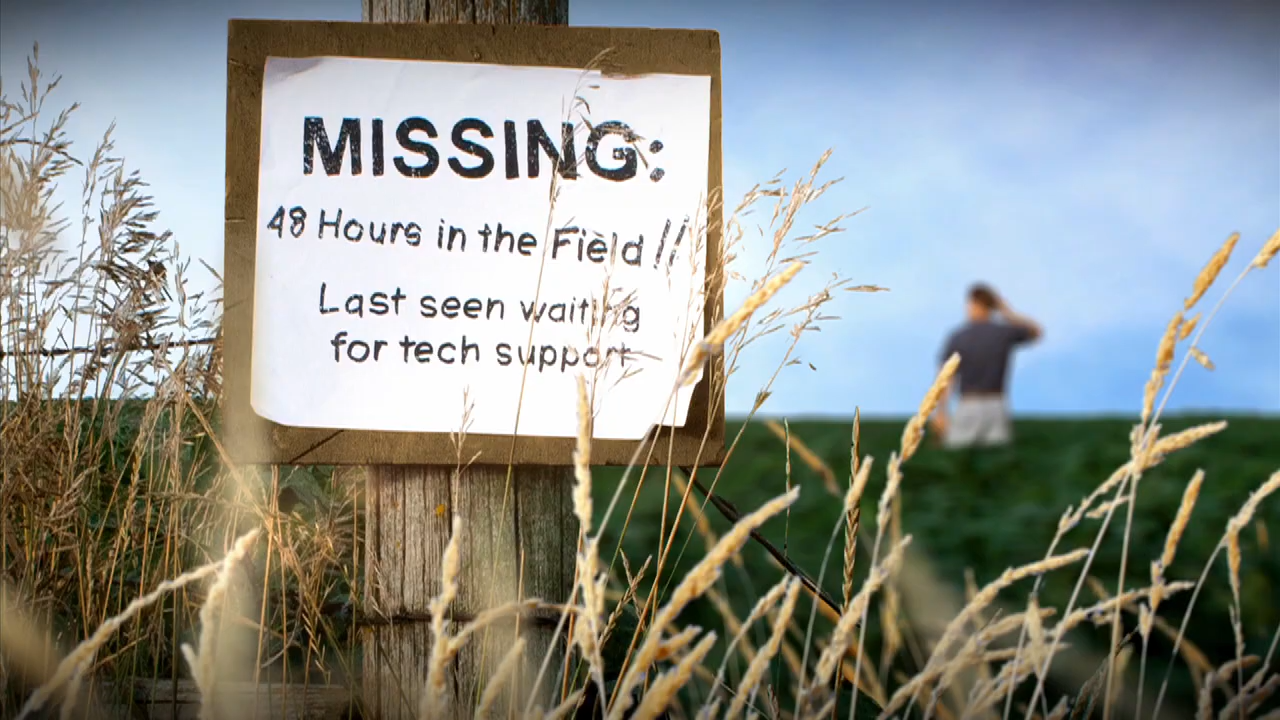 MISSING:
48 Hours in the Field!!
Last seen waiting
for tech support